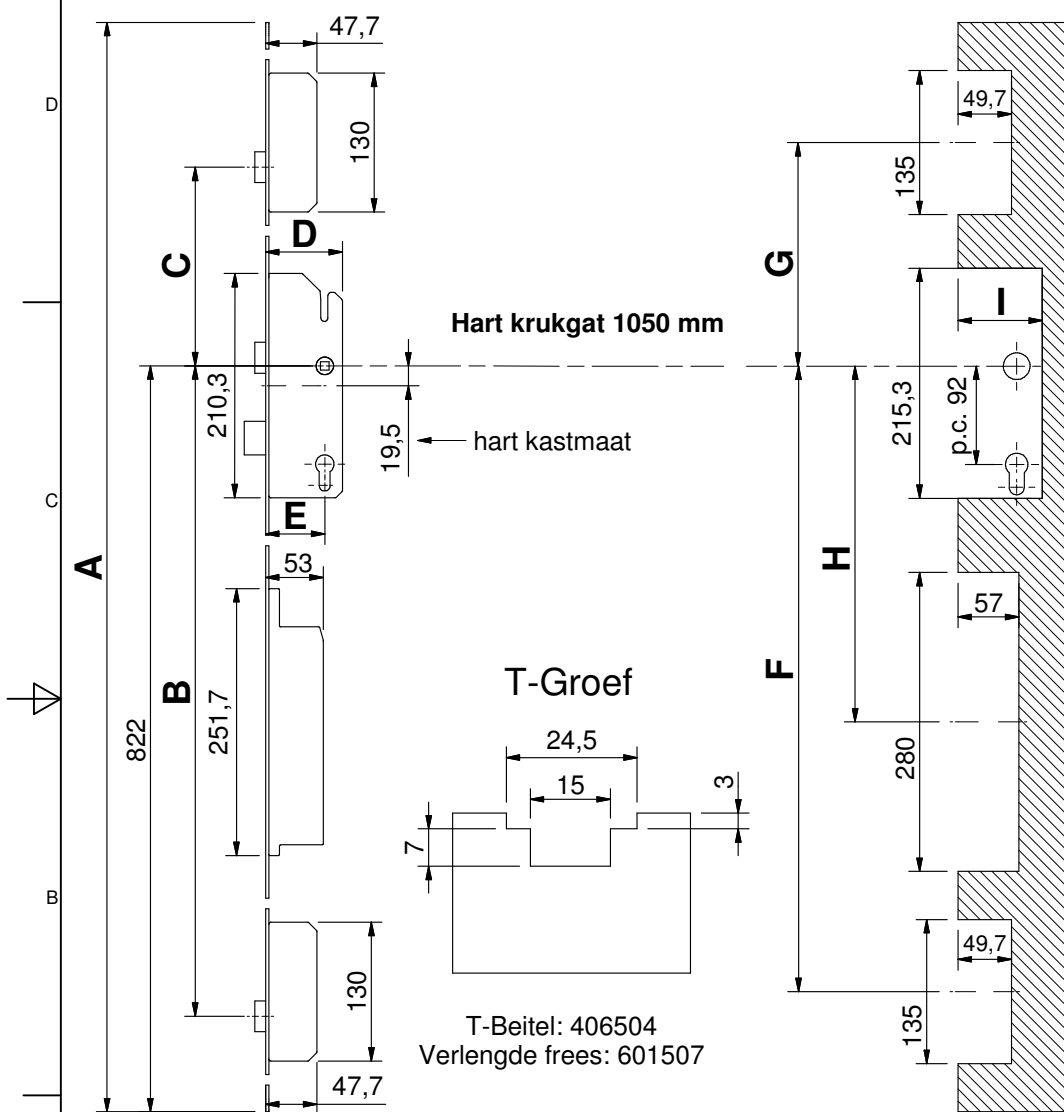 47,7
D
130
49,7
135
D
C
G
I
Hart krukgat 1050 mm
210,3
19,5
hart kastmaat
215,3
p.c. 92
C
E
A
53
H
57
B
T-Groef
F
251,7
822
24,5
15
3
7
280
B
130
49,7
135
T-Beitel: 406504
Verlengde frees: 601507
47,7